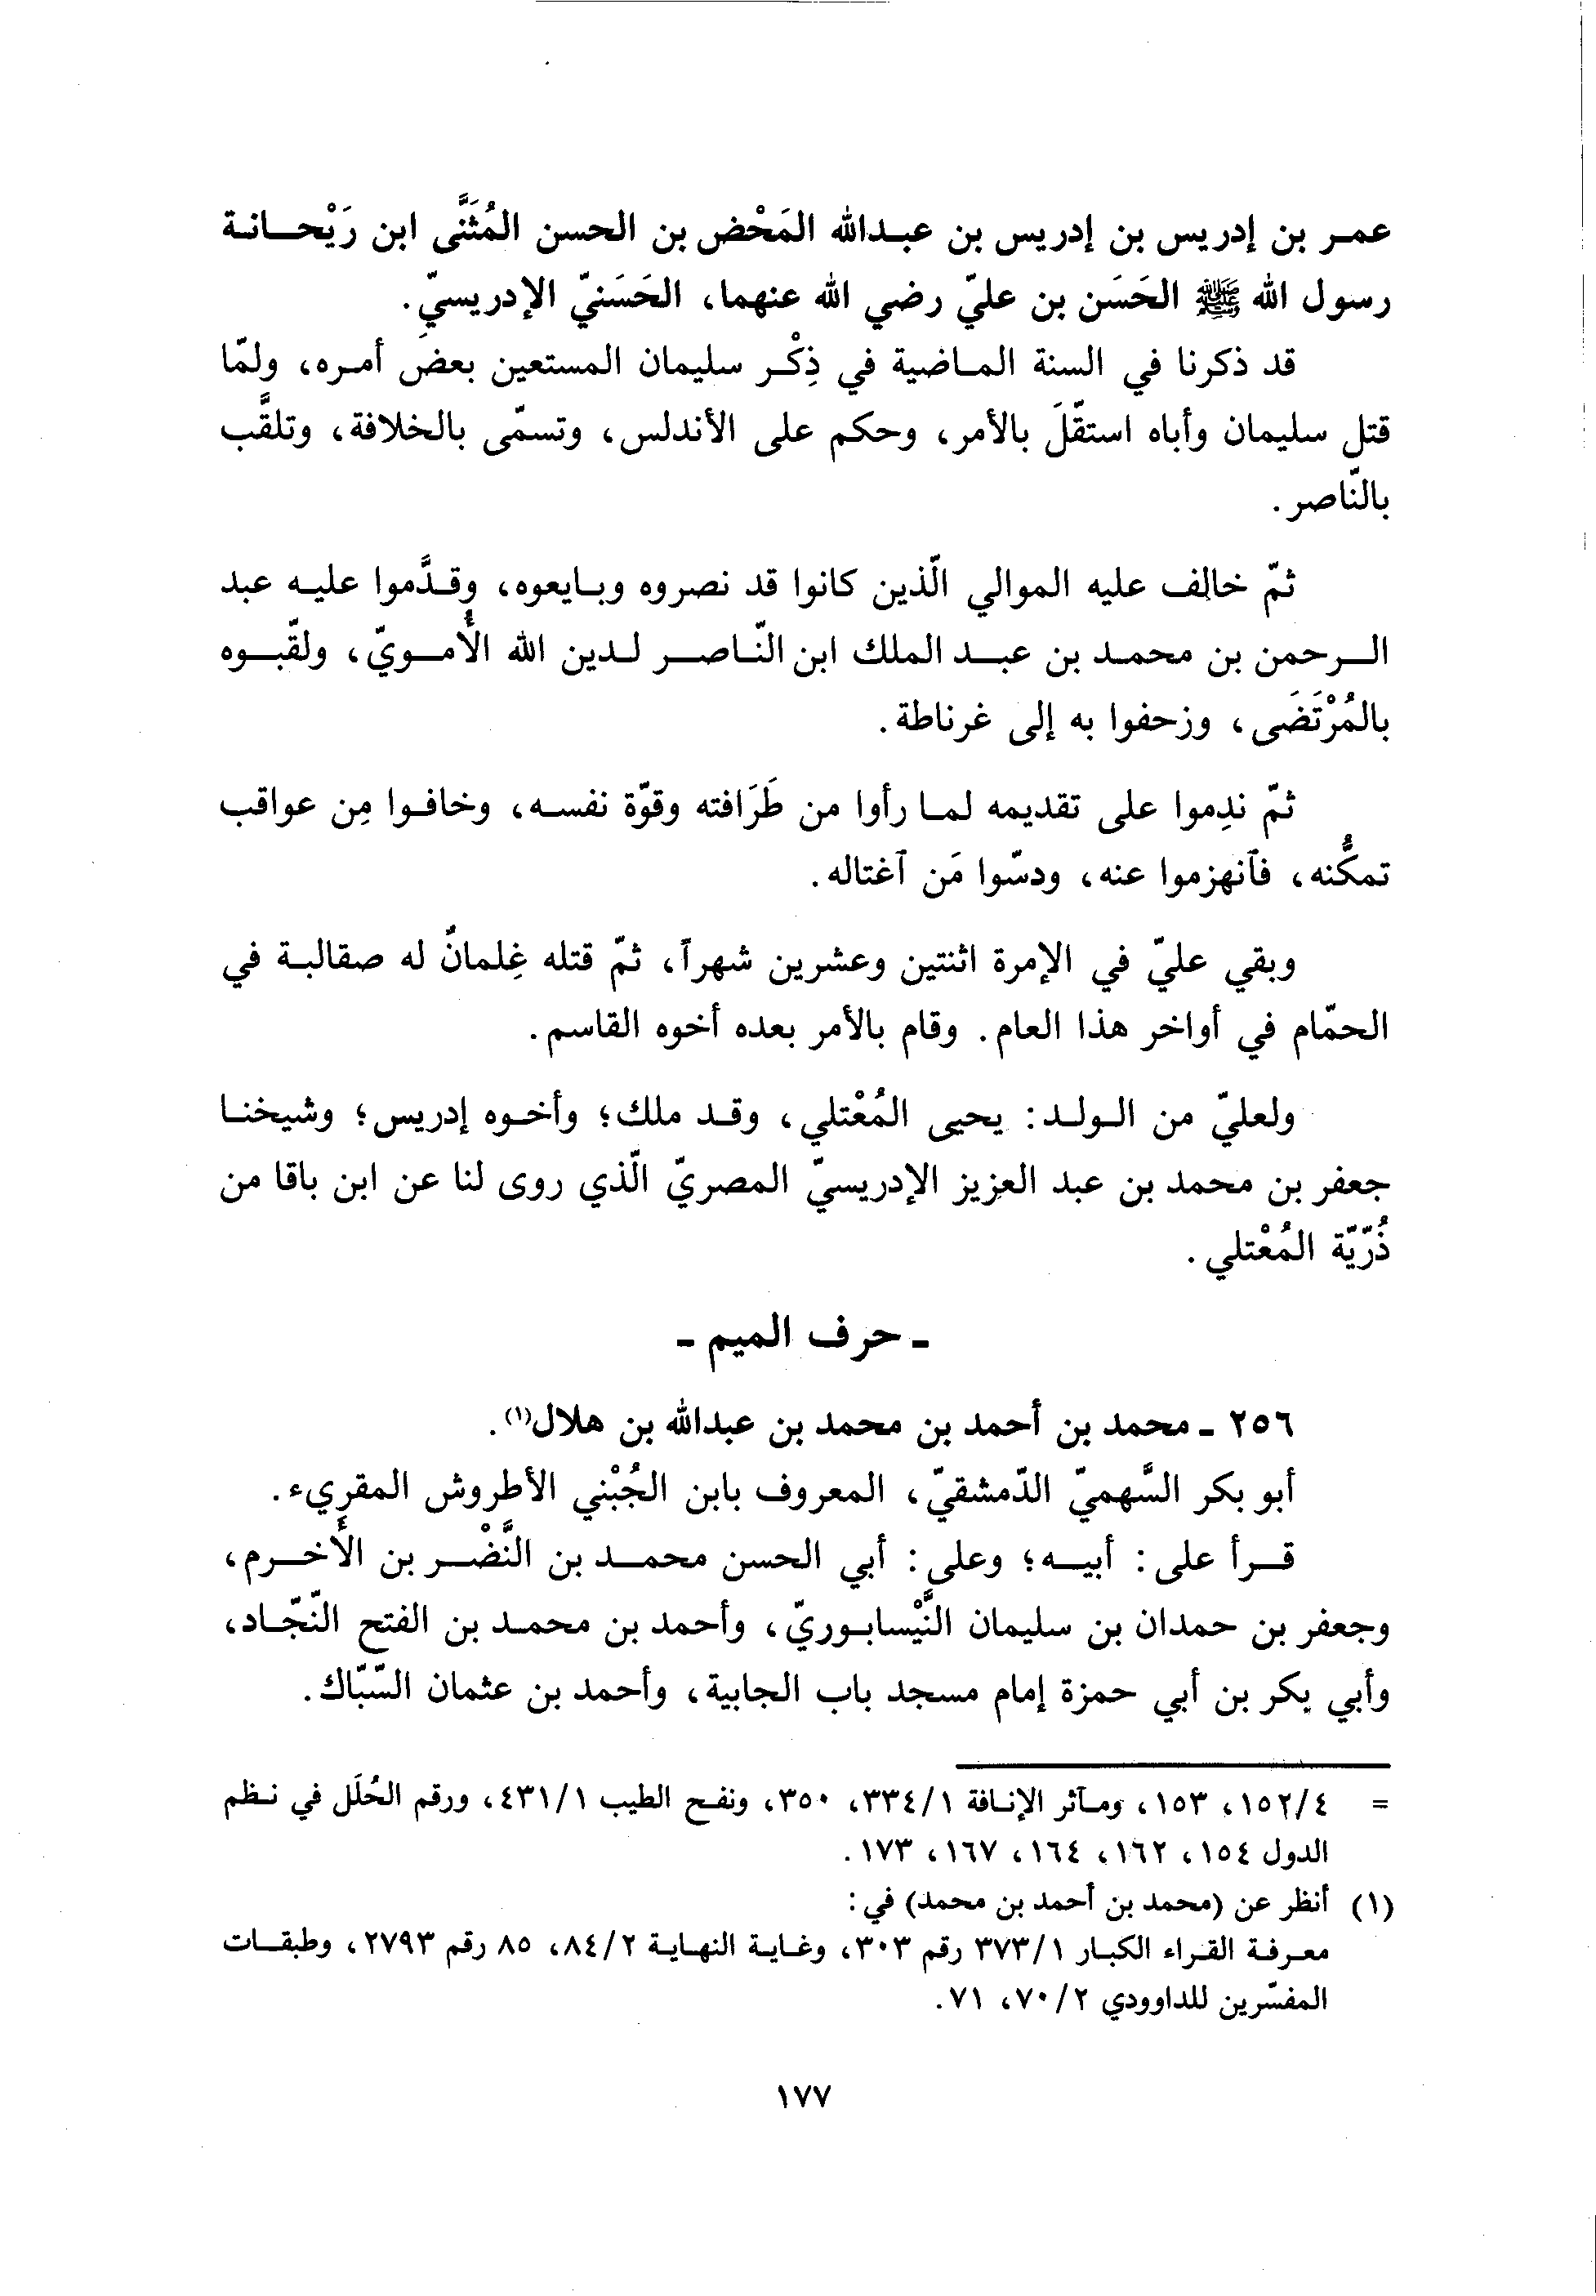 عمر بن إدريس بن إدريس بن عبدالله المَحْض بن الحسن المُثَنَّى ابن رَيْحانة
رسول الله ﷺ الحَسَن بن عليّ رضي الله عنهما، الحَسَنيّ الإدريسيّ.
قد ذكرنا في السنة الماضية في ذِكْر سليمان المستعين بعضَ أمره، ولمّا
قتل سليمان وأباه استقّلَ بالأمر، وحكم على الأندلس، وتسمّى بالخلافة، وتلقَّب
بالنّاصر.
ثمّ خالف عليه الموالي الّذين كانوا قد نصروه وبايعوه، وقدَّموا عليه عبد
الرحمن بن محمد بن عبد الملك ابن النّاصر لدين الله الأُمويّ، ولقّبوه
بالمُرْتَضَى، وزحفوا به إلى غرناطة.
ثمّ ندِموا على تقديمه لما رأوا من طَرَافته وقوّة نفسه، وخافوا مِن عواقب
تمكُّنه، فآنهزموا عنه، ودسّوا مَن آغتاله.
وبقي عليّ في الإمرة اثنتين وعشرين شهراً، ثمّ قتله غِلمانٌ له صقالبة في
الحمّام في أواخر هذا العام. وقام بالأمر بعده أخوه القاسم.
ولعليّ من الولد: يحيى المُعْتلي، وقد ملك؛ وأخوه إدريس؛ وشيخنا
جعفر بن محمد بن عبد العزيز الإدريسيّ المصريّ الّذي روى لنا عن ابن باقا من
ذُرّيّة المُعْتلي.
ـ حرف الميم ـ
٢٥٦ ـ محمد بن أحمد بن محمد بن عبدالله بن هلال(١).
أبو بكر السَّهميّ الدّمشقيّ، المعروف بابن الجُبْني الأطروش المقريء.
قرأ على: أبيه؛ وعلى: أبي الحسن محمد بن النَّضْر بن الأَخرم،
وجعفر بن حمدان بن سليمان النَّيْسابوريّ، وأحمد بن محمد بن الفتح النّجّاد،
وأبي بكر بن أبي حمزة إمام مسجد باب الجابية، وأحمد بن عثمان السّبّاك.
= ١٥٢/٤، ١٥٣، ومآثر الإنافة ٣٣٤/١، ٣٥٠، ونفح الطيب ٤٣١/١، ورقم الحُلَل في نظم
الدول ١٥٤، ١٦٢، ١٦٤، ١٦٧، ١٧٣.
(١) أنظر عن (محمد بن أحمد بن محمد) في:
معرفة القراء الكبار ٣٧٣/١ رقم ٣٠٣، وغاية النهاية ٨٤/٢، ٨٥ رقم ٢٧٩٣، وطبقات
المفسّرين للداوودي ٧٠/٢، ٧١.
١٧٧